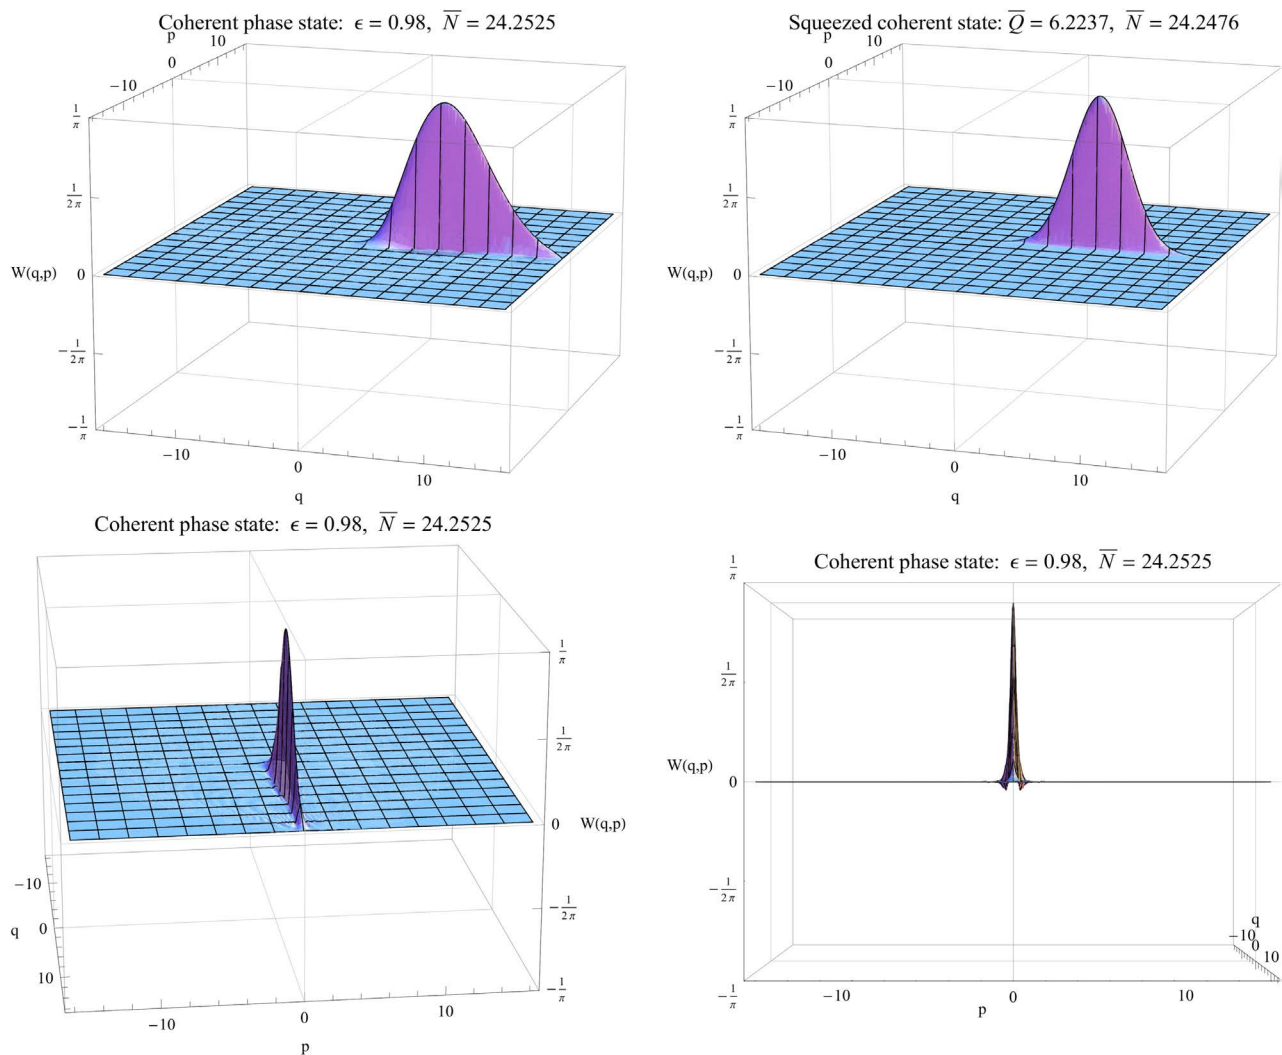 Coherent phase state: ϵ = 0.98, N̅ = 24.2525
p
10
0
−10
1/π
1/2π
W(q,p)
0
−1/2π
−1/π
−10
0
10
q
Squeezed coherent state: Q̅ = 6.2237, N̅ = 24.2476
p
10
0
−10
1/π
1/2π
W(q,p)
0
−1/2π
−1/π
−10
0
10
q
Coherent phase state: ϵ = 0.98, N̅ = 24.2525
1/π
1/2π
0 W(q,p)
−1/2π
−1/π
−10
q 0
10
−10
0
10
p
Coherent phase state: ϵ = 0.98, N̅ = 24.2525
1/π
1/2π
W(q,p)
0
−1/2π
−1/π
q
−10
0
10
−10
0
10
p